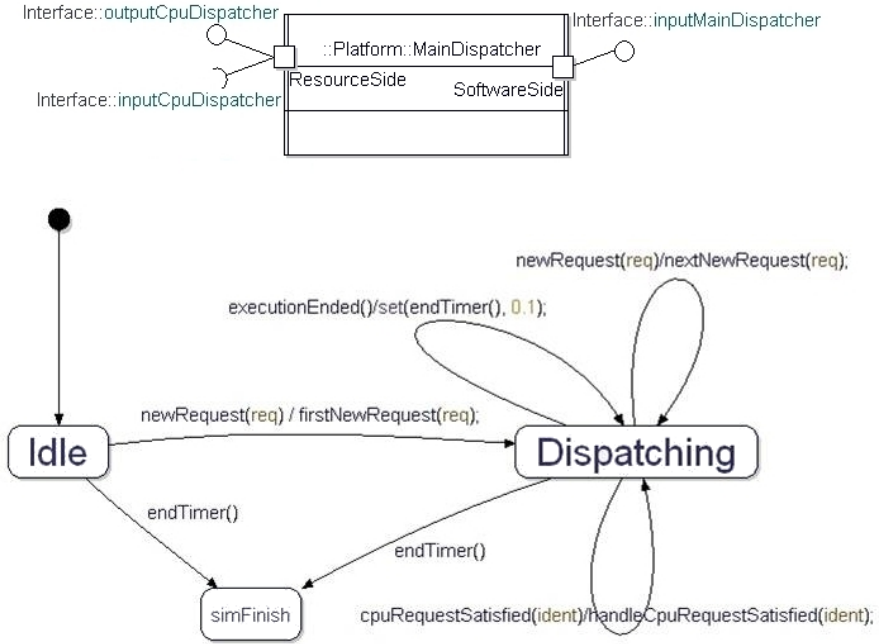 Interface::outputCpuDispatcher
Interface::inputMainDispatcher
::Platform::MainDispatcher
ResourceSide
SoftwareSide
Interface::inputCpuDispatcher
newRequest(req)/nextNewRequest(req);
executionEnded()/set(endTimer(), 0.1);
newRequest(req) / firstNewRequest(req);
Idle
Dispatching
endTimer()
endTimer()
simFinish
cpuRequestSatisfied(ident)/handleCpuRequestSatisfied(ident);